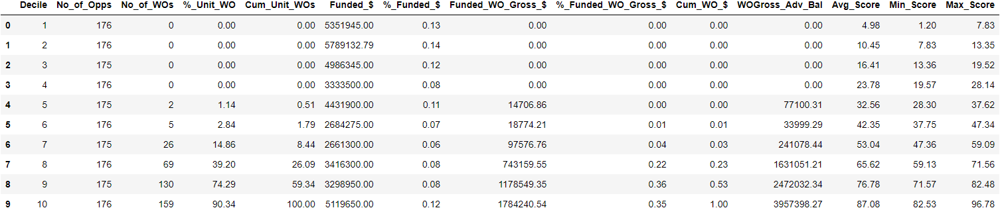 Decile No_of_Opps No_of_WOs %_Unit_WO Cum_Unit_WOs Funded_$ %_Funded_$ Funded_WO_Gross_$ %_Funded_WO_Gross_$ Cum_WO_$ WOGross_Adv_Bal Avg_Score Min_Score Max_Score
0 1 176 0 0.00 0.00 5351945.00 0.13 0.00 0.00 0.00 0.00 4.98 1.20 7.83
1 2 176 0 0.00 0.00 5789132.79 0.14 0.00 0.00 0.00 0.00 10.45 7.83 13.35
2 3 175 0 0.00 0.00 4986345.00 0.12 0.00 0.00 0.00 0.00 16.41 13.36 19.52
3 4 176 0 0.00 0.00 3333500.00 0.08 0.00 0.00 0.00 0.00 23.78 19.57 28.14
4 5 175 2 1.14 0.51 4431900.00 0.11 14706.86 0.00 0.00 77100.31 32.56 28.30 37.62
5 6 176 5 2.84 1.79 2684275.00 0.07 18774.21 0.01 0.01 33999.29 42.35 37.75 47.34
6 7 175 26 14.86 8.44 2661300.00 0.06 97576.76 0.04 0.03 241078.44 53.04 47.36 59.09
7 8 176 69 39.20 26.09 3416300.00 0.08 743159.55 0.22 0.23 1631051.21 65.62 59.13 71.56
8 9 175 130 74.29 59.34 3298950.00 0.08 1178549.35 0.36 0.53 2472032.34 76.78 71.57 82.48
9 10 176 159 90.34 100.00 5119650.00 0.12 1784240.54 0.35 1.00 3957398.27 87.08 82.53 96.78